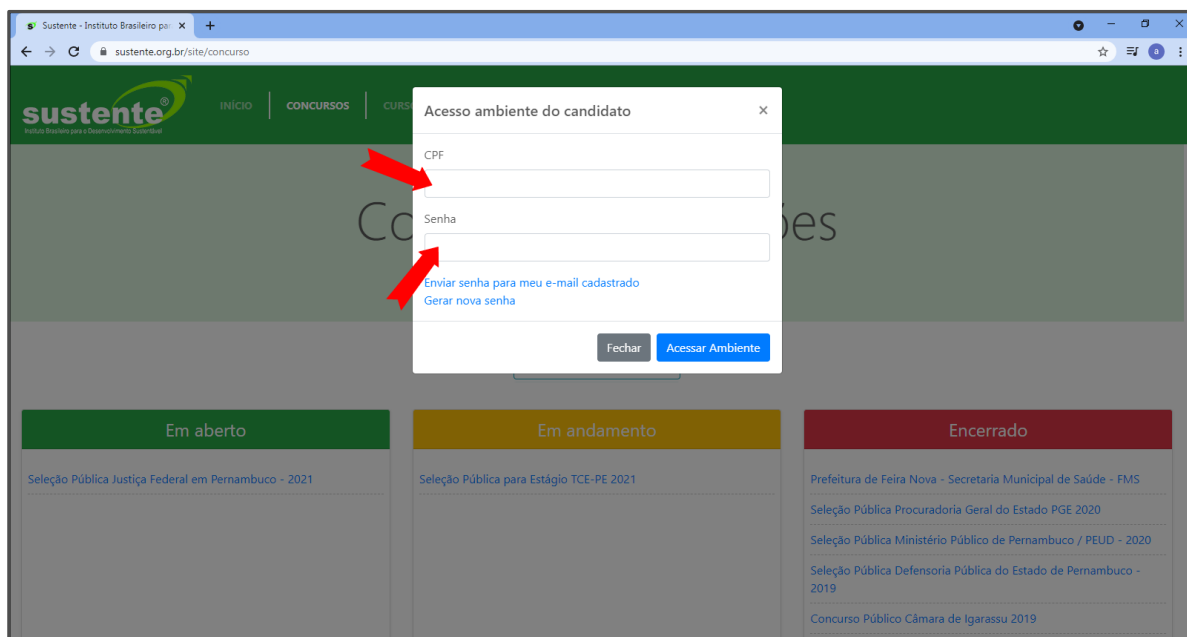 Sustente - Instituto Brasileiro par
sustente.org.br/site/concurso
a
sustente®
Instituto Brasileiro para o Desenvolvimento Sustentável
INÍCIO
CONCURSOS
CURS
Acesso ambiente do candidato
×
CPF
Co
ões
Senha
Enviar senha para meu e-mail cadastrado
Gerar nova senha
Fechar
Acessar Ambiente
Em aberto
Seleção Pública Justiça Federal em Pernambuco - 2021
Em andamento
Seleção Pública para Estágio TCE-PE 2021
Encerrado
Prefeitura de Feira Nova - Secretaria Municipal de Saúde - FMS
Seleção Pública Procuradoria Geral do Estado PGE 2020
Seleção Pública Ministério Público de Pernambuco / PEUD - 2020
Seleção Pública Defensoria Pública do Estado de Pernambuco -
2019
Concurso Público Câmara de Igarassu 2019